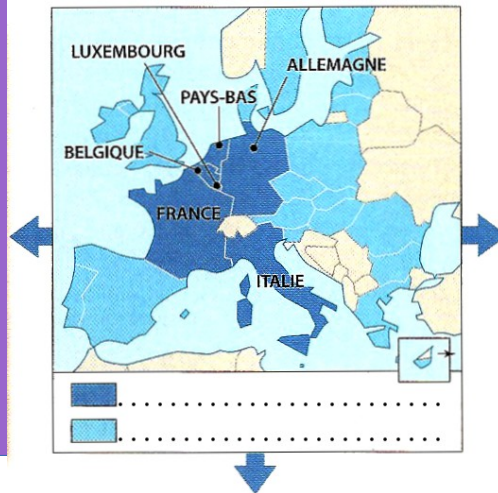 LUXEMBOURG
ALLEMAGNE
PAYS-BAS
BELGIQUE
FRANCE
ITALIE